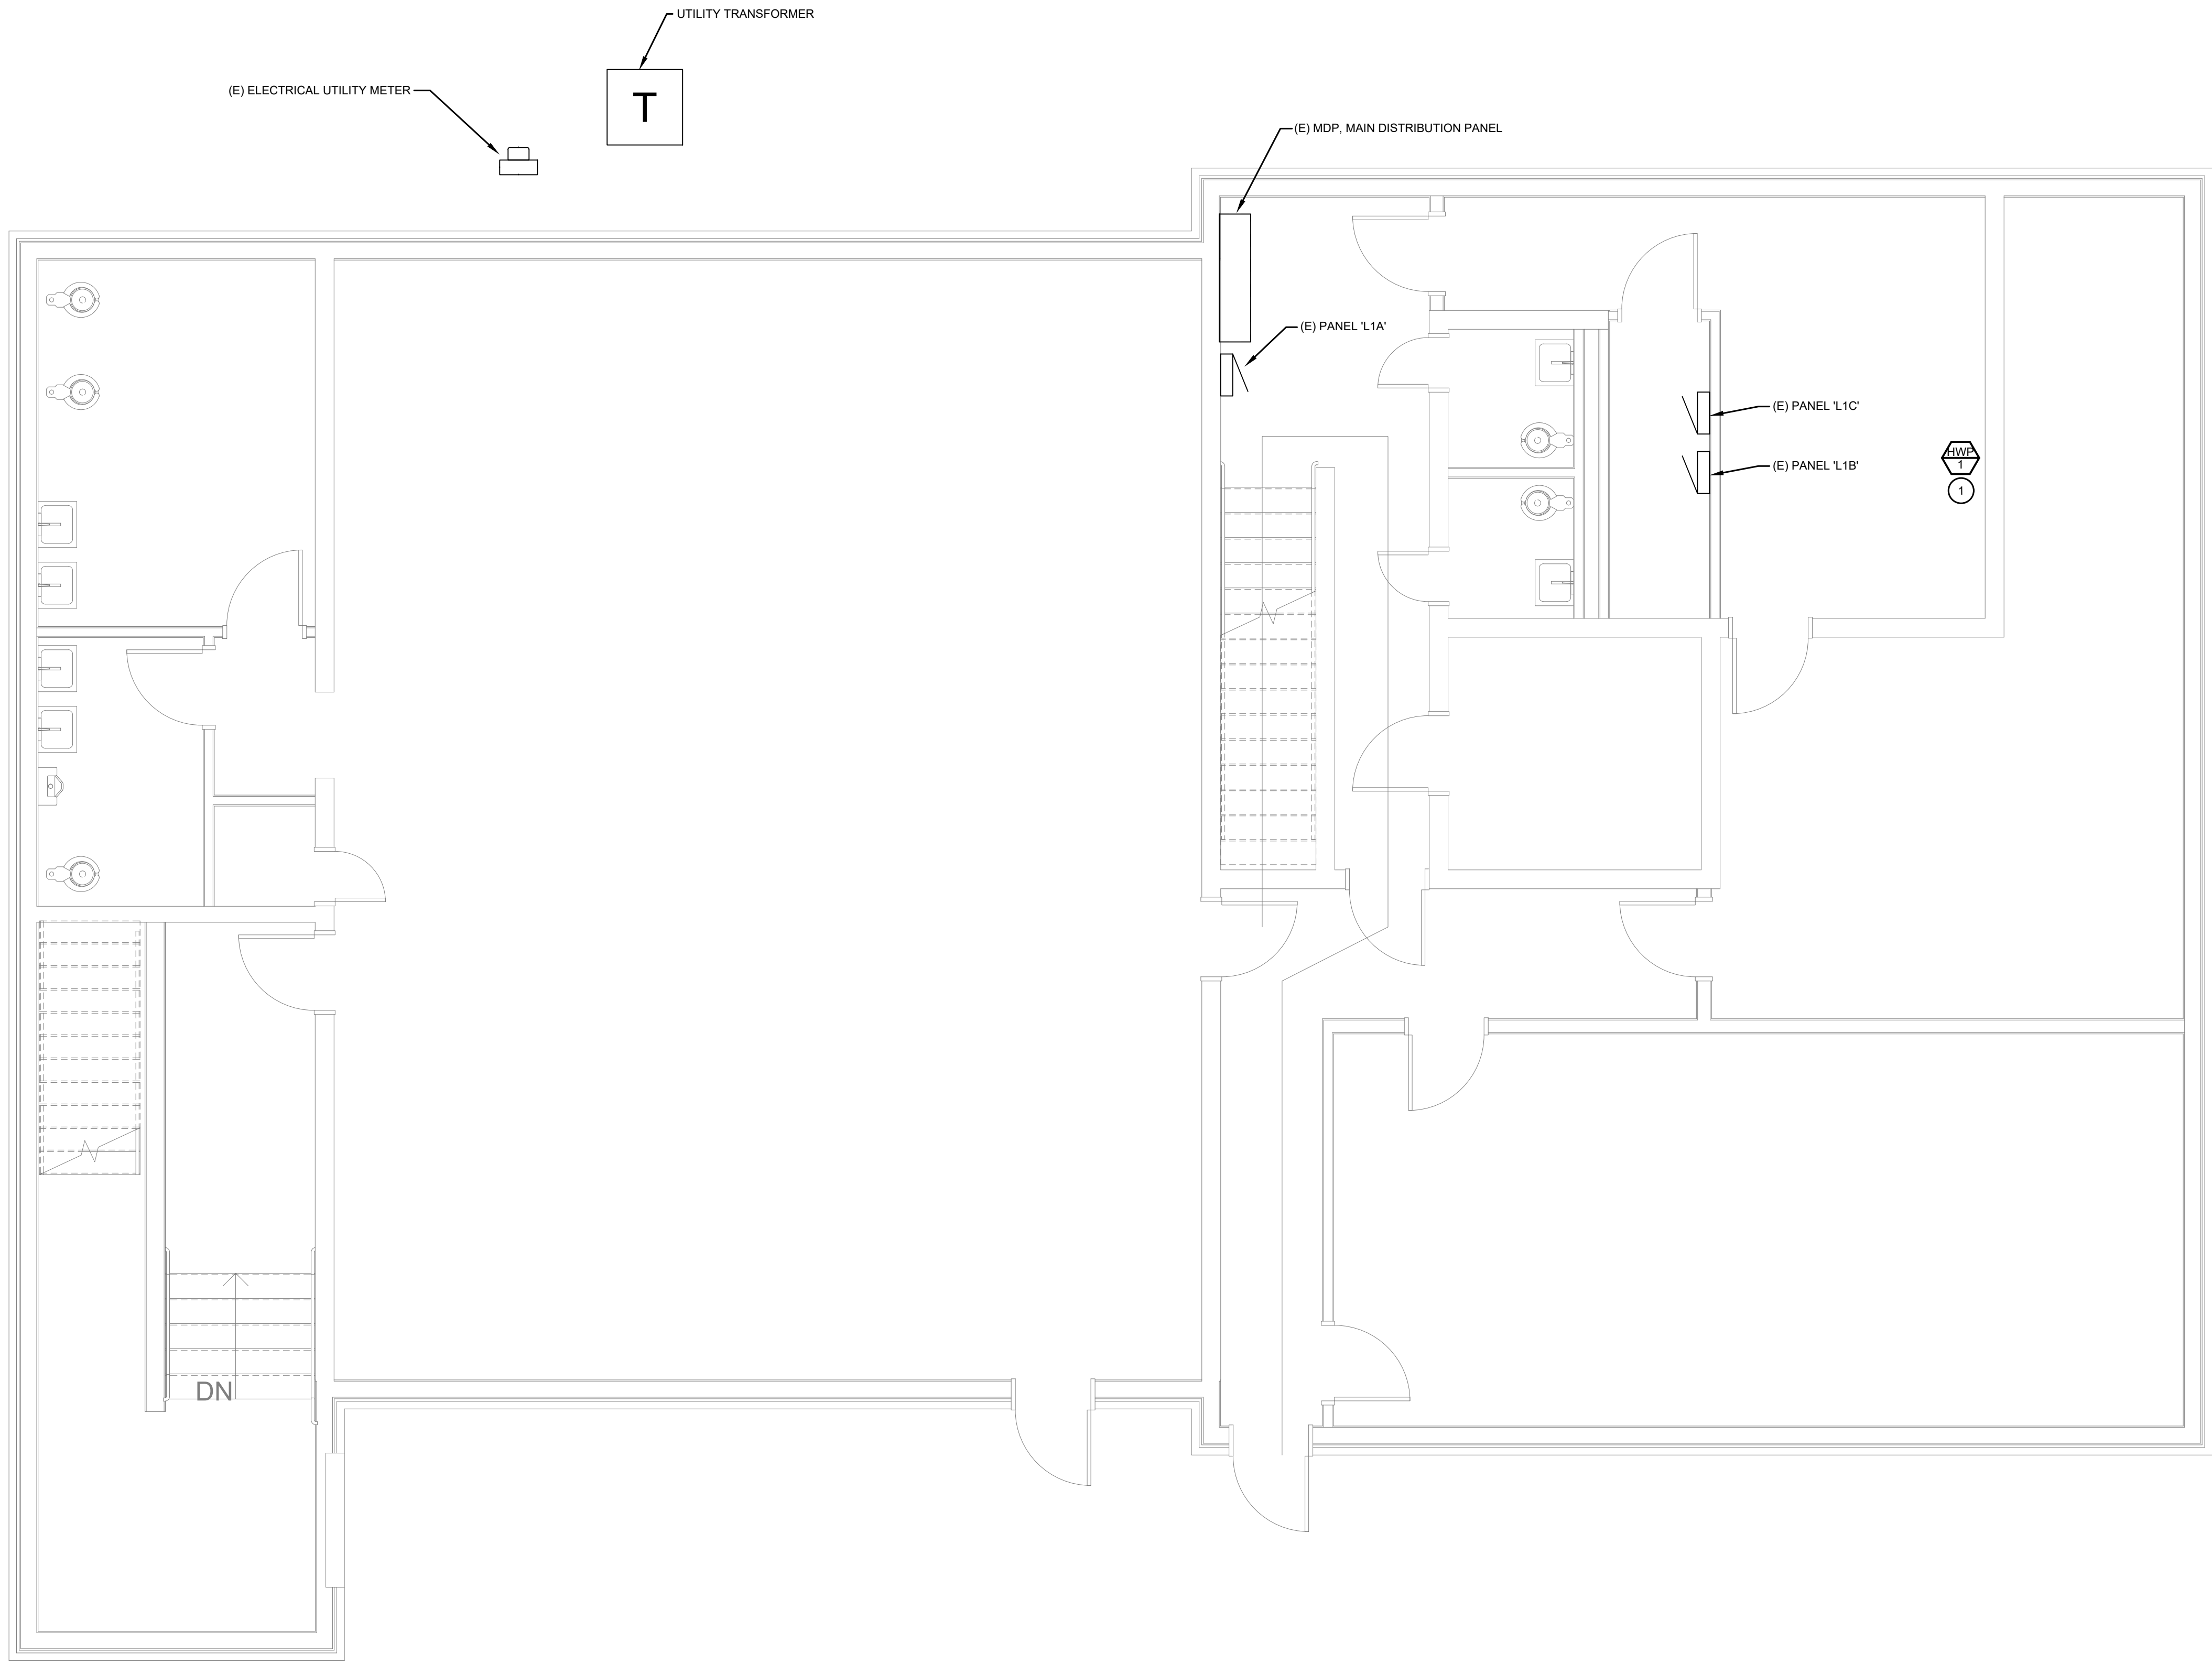 UTILITY TRANSFORMER
(E) ELECTRICAL UTILITY METER
T
(E) MDP, MAIN DISTRIBUTION PANEL
(E) PANEL 'L1A'
(E) PANEL 'L1C'
HWP
1
(E) PANEL 'L1B'
1
DN